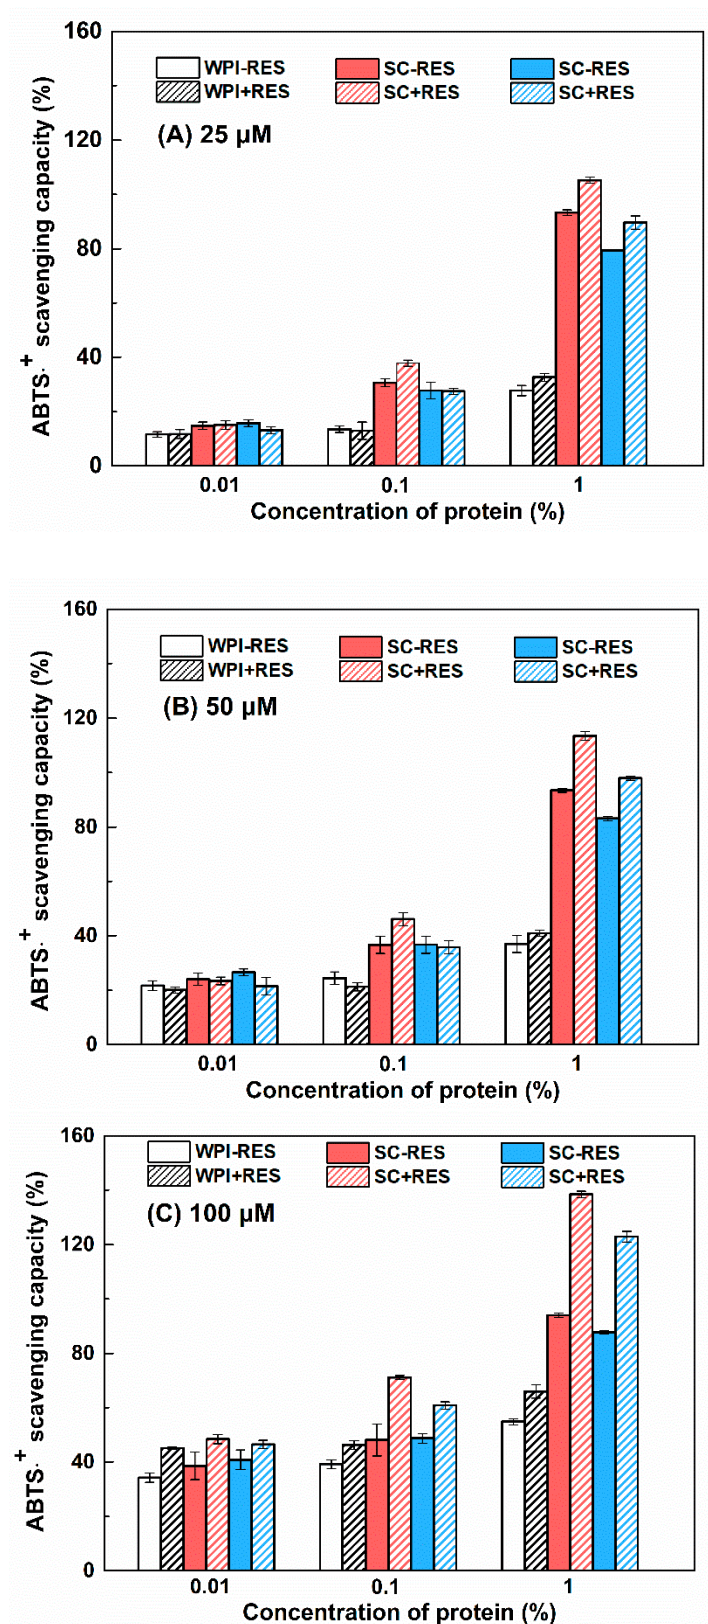 160
120
80
40
0
ABTS·+ scavenging capacity (%)
WPI-RES SC-RES SC-RES
WPI+RES SC+RES SC+RES
(A) 25 μM
0.01 0.1 1
Concentration of protein (%)
160
120
80
40
0
ABTS·+ scavenging capacity (%)
WPI-RES SC-RES SC-RES
WPI+RES SC+RES SC+RES
(B) 50 μM
0.01 0.1 1
Concentration of protein (%)
160
120
80
40
0
ABTS·+ scavenging capacity (%)
WPI-RES SC-RES SC-RES
WPI+RES SC+RES SC+RES
(C) 100 μM
0.01 0.1 1
Concentration of protein (%)